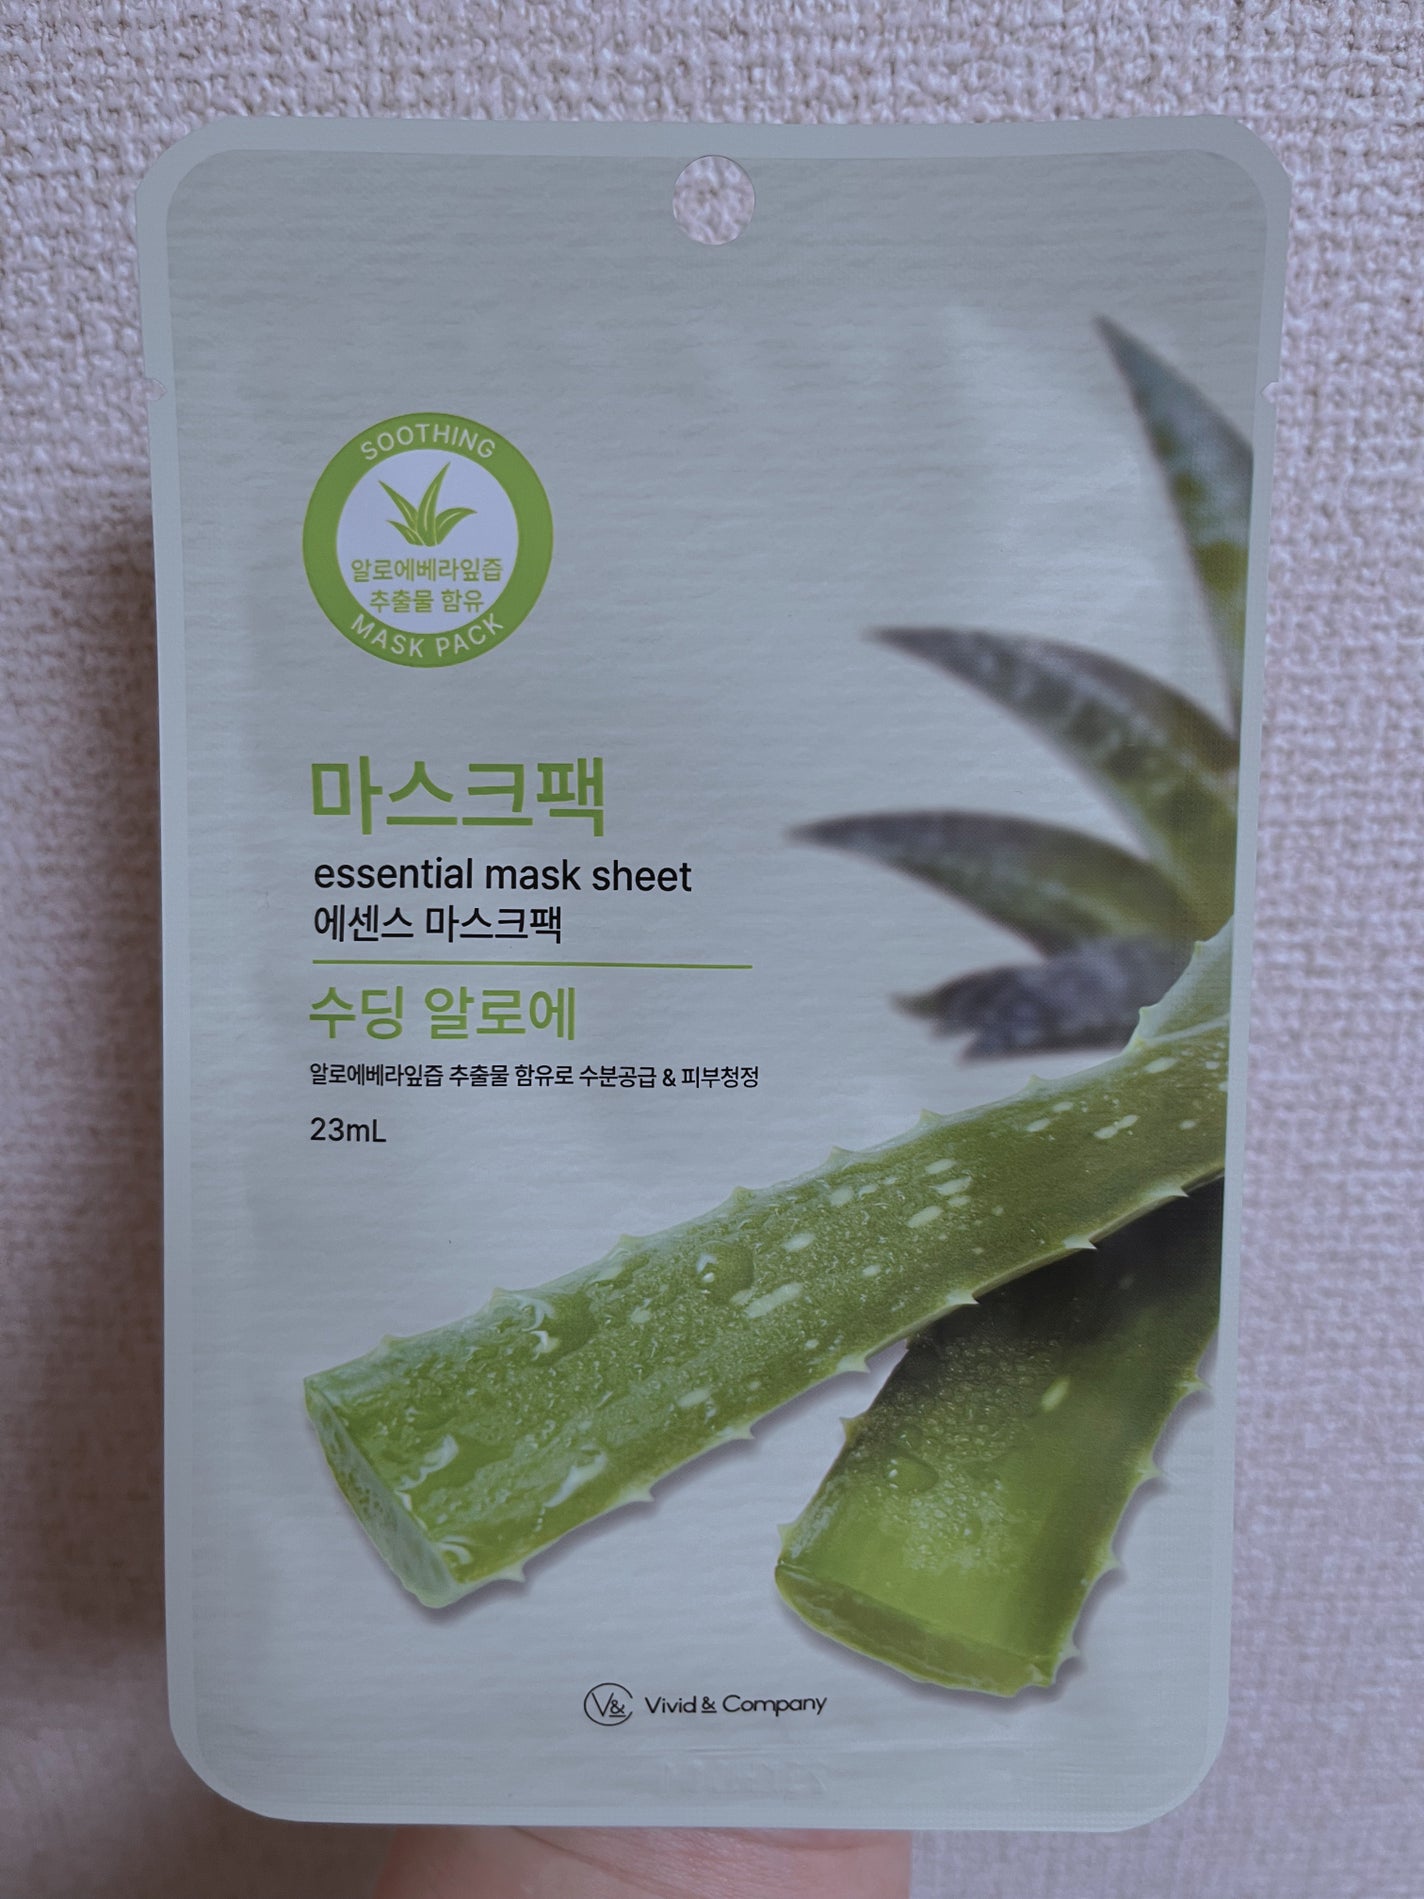 SOOTHING
알로에베라잎즙
추출물 함유
MASK PACK
마스크팩
essential mask sheet
에센스 마스크팩
수딩 알로에
알로에베라잎즙 추출물 함유로 수분공급 & 피부청정
23mL
V& Vivid & Company